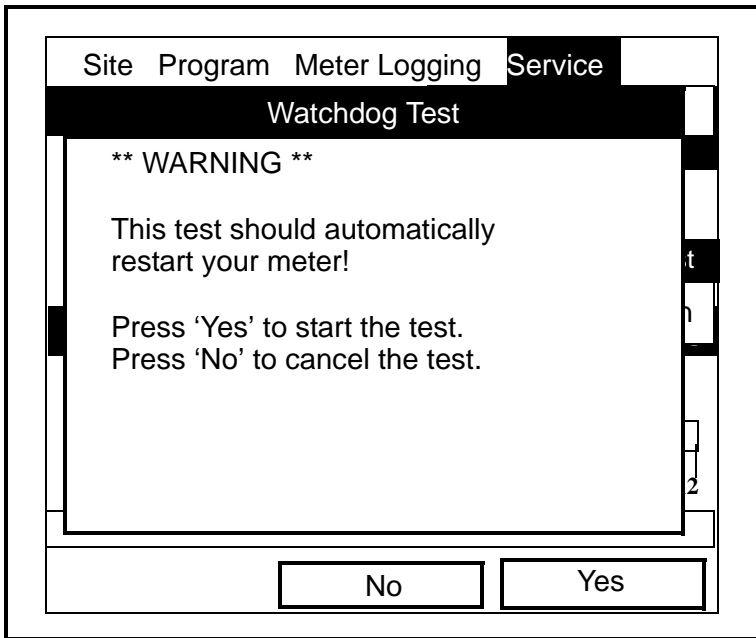 Site Program Meter Logging Service
Watchdog Test
** WARNING **
This test should automatically
restart your meter!
Press ‘Yes’ to start the test.
Press ‘No’ to cancel the test.
No Yes